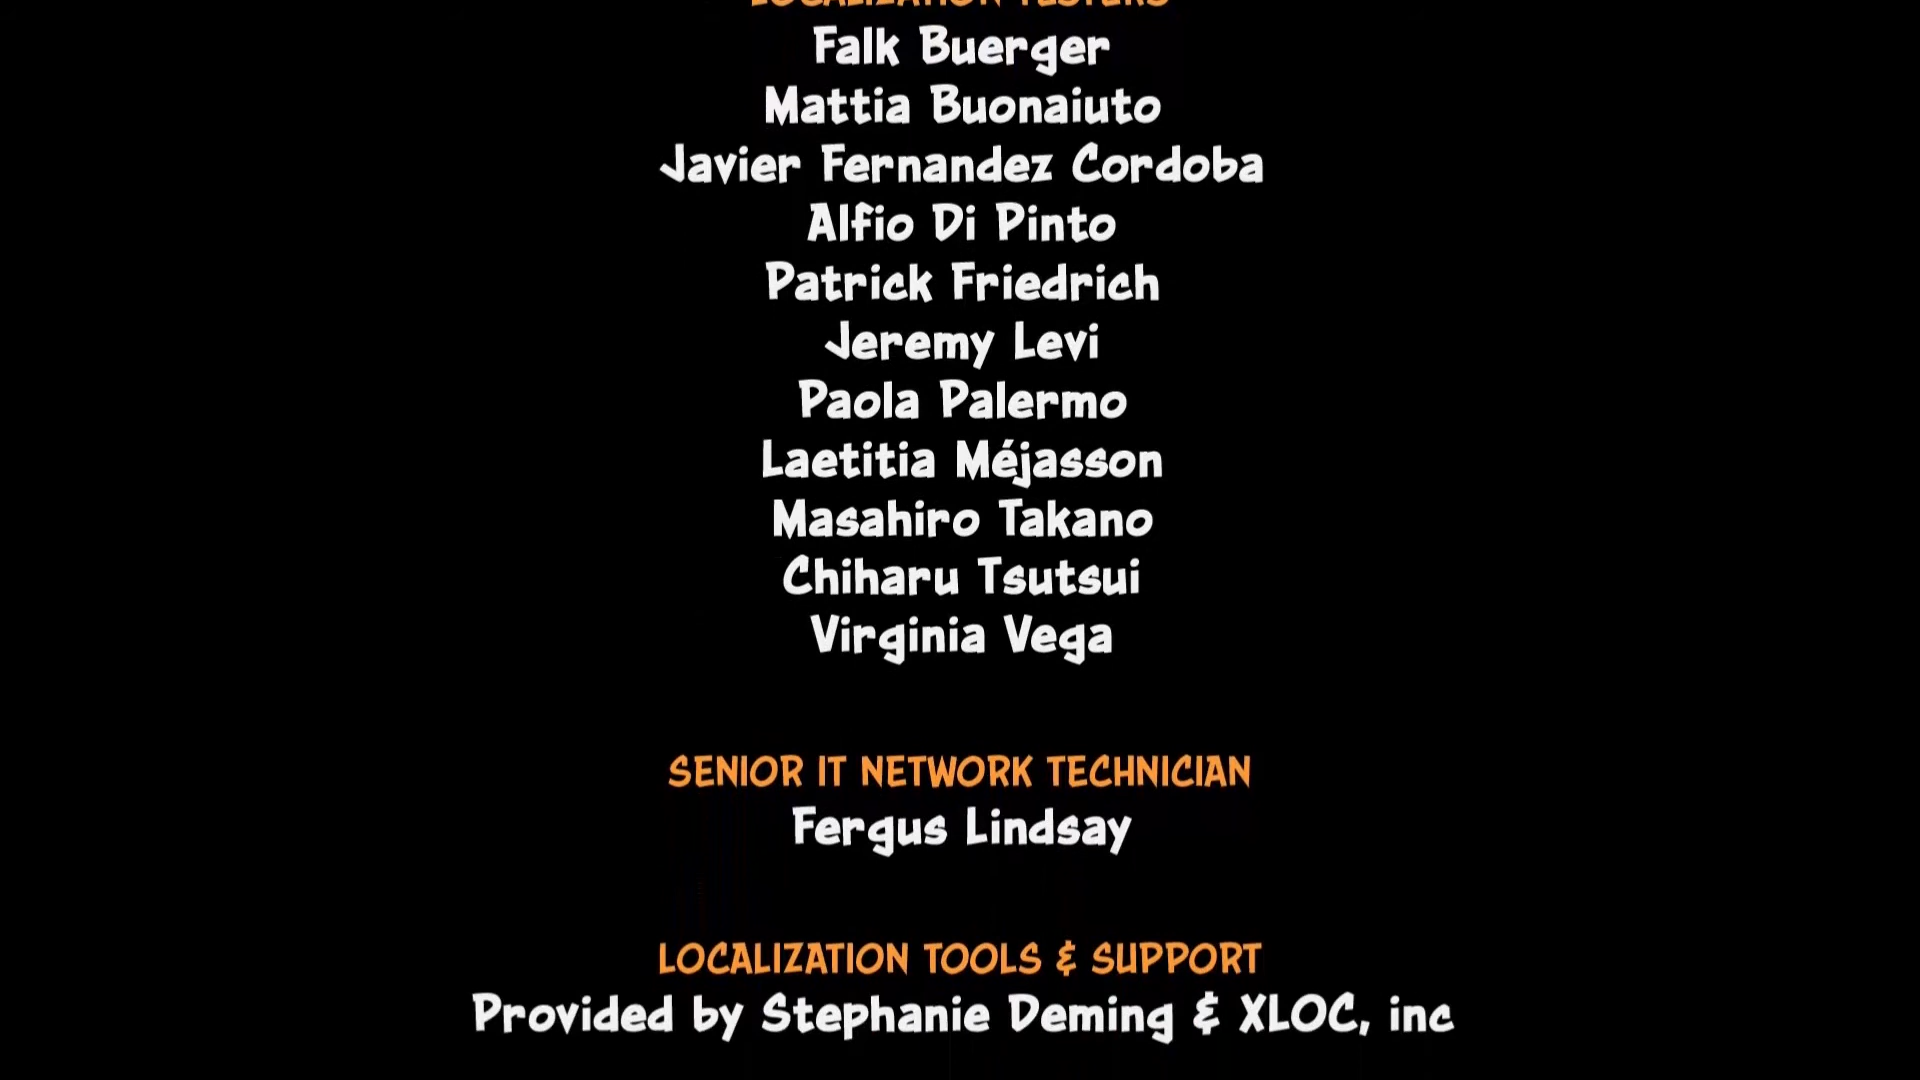 LOCALIZATION TESTERS
Falk Buerger
Mattia Buonaiuto
Javier Fernandez Cordoba
Alfio Di Pinto
Patrick Friedrich
Jeremy Levi
Paola Palermo
Laetitia Méjasson
Masahiro Takano
Chiharu Tsutsui
Virginia Vega
SENIOR IT NETWORK TECHNICIAN
Fergus Lindsay
LOCALIZATION TOOLS & SUPPORT
Provided by Stephanie Deming & XLOC, inc